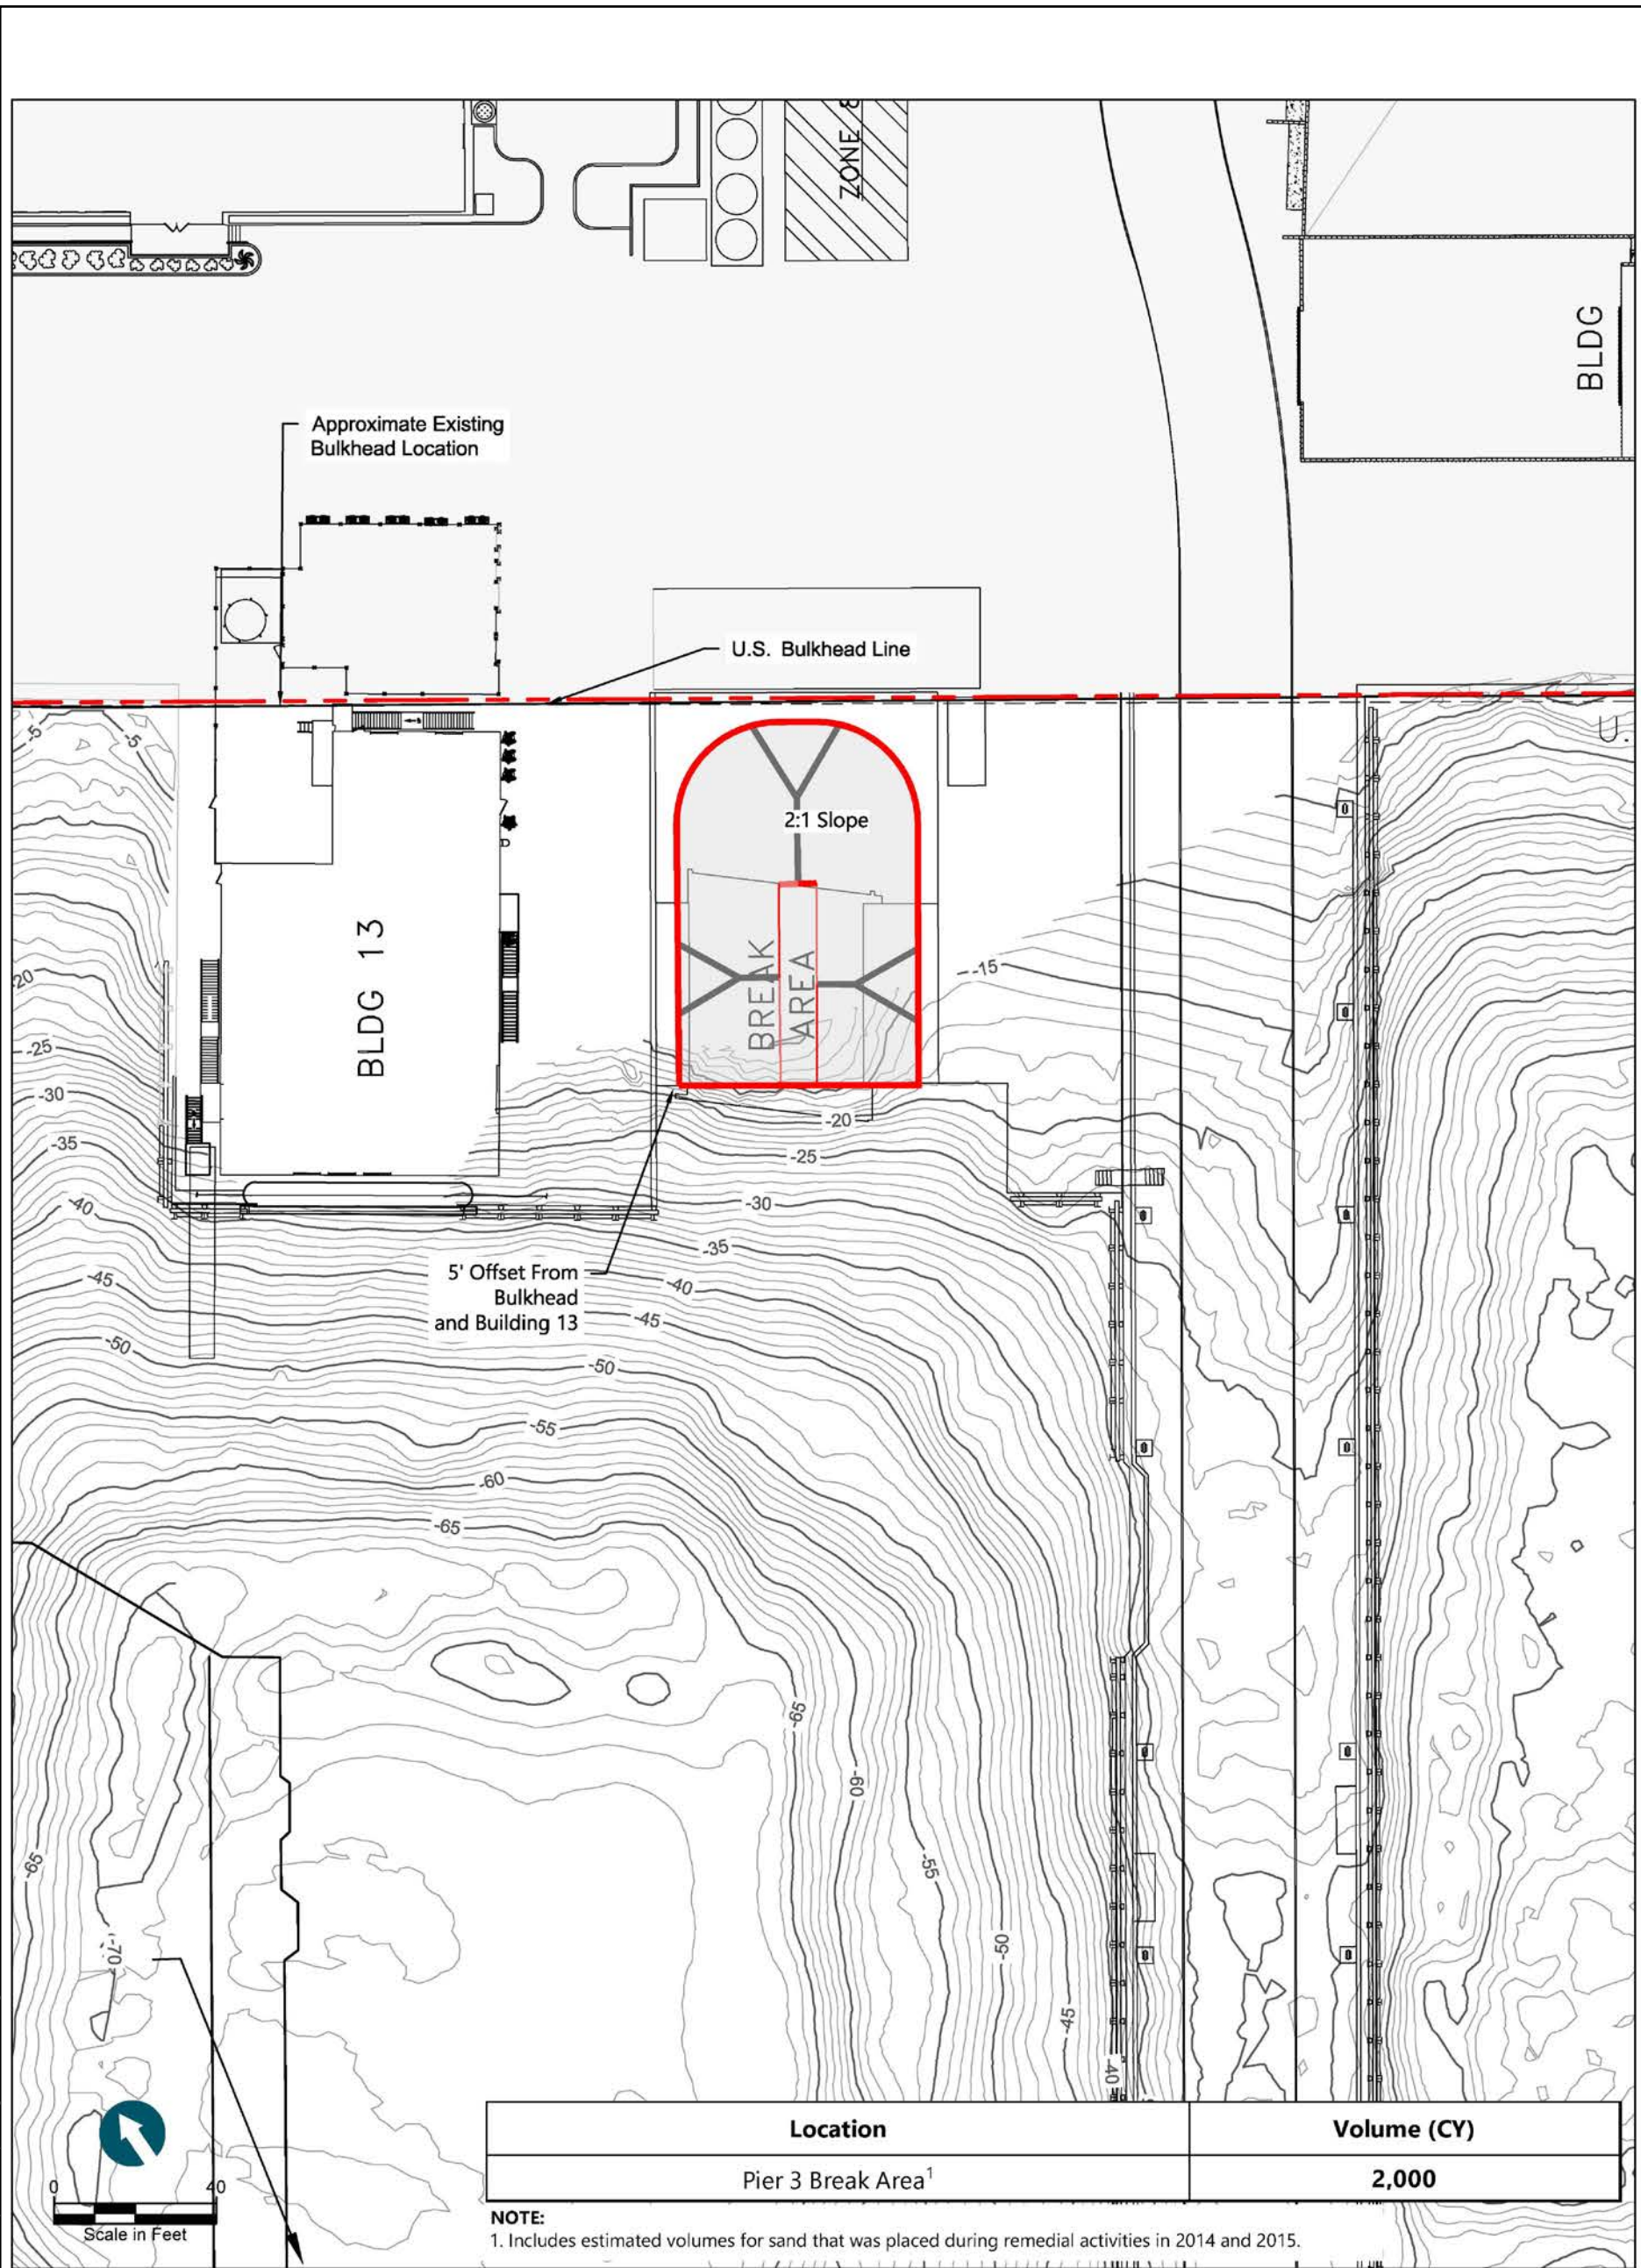 ZONE 8
BLDG
Approximate Existing
Bulkhead Location
U.S. Bulkhead Line
U.
-5
-5
2:1 Slope
BLDG 13
BREAK
AREA
-15
-20
-25
-30
-35
-20
-25
-40
-30
-35
5' Offset From
Bulkhead
and Building 13
-45
-40
-45
-50
-50
-55
-60
-65
-65
-60
-65
-55
-70
-50
-45
-40
Location
Volume (CY)
Pier 3 Break Area1
2,000
0
40
Scale in Feet
NOTE:
1. Includes estimated volumes for sand that was placed during remedial activities in 2014 and 2015.